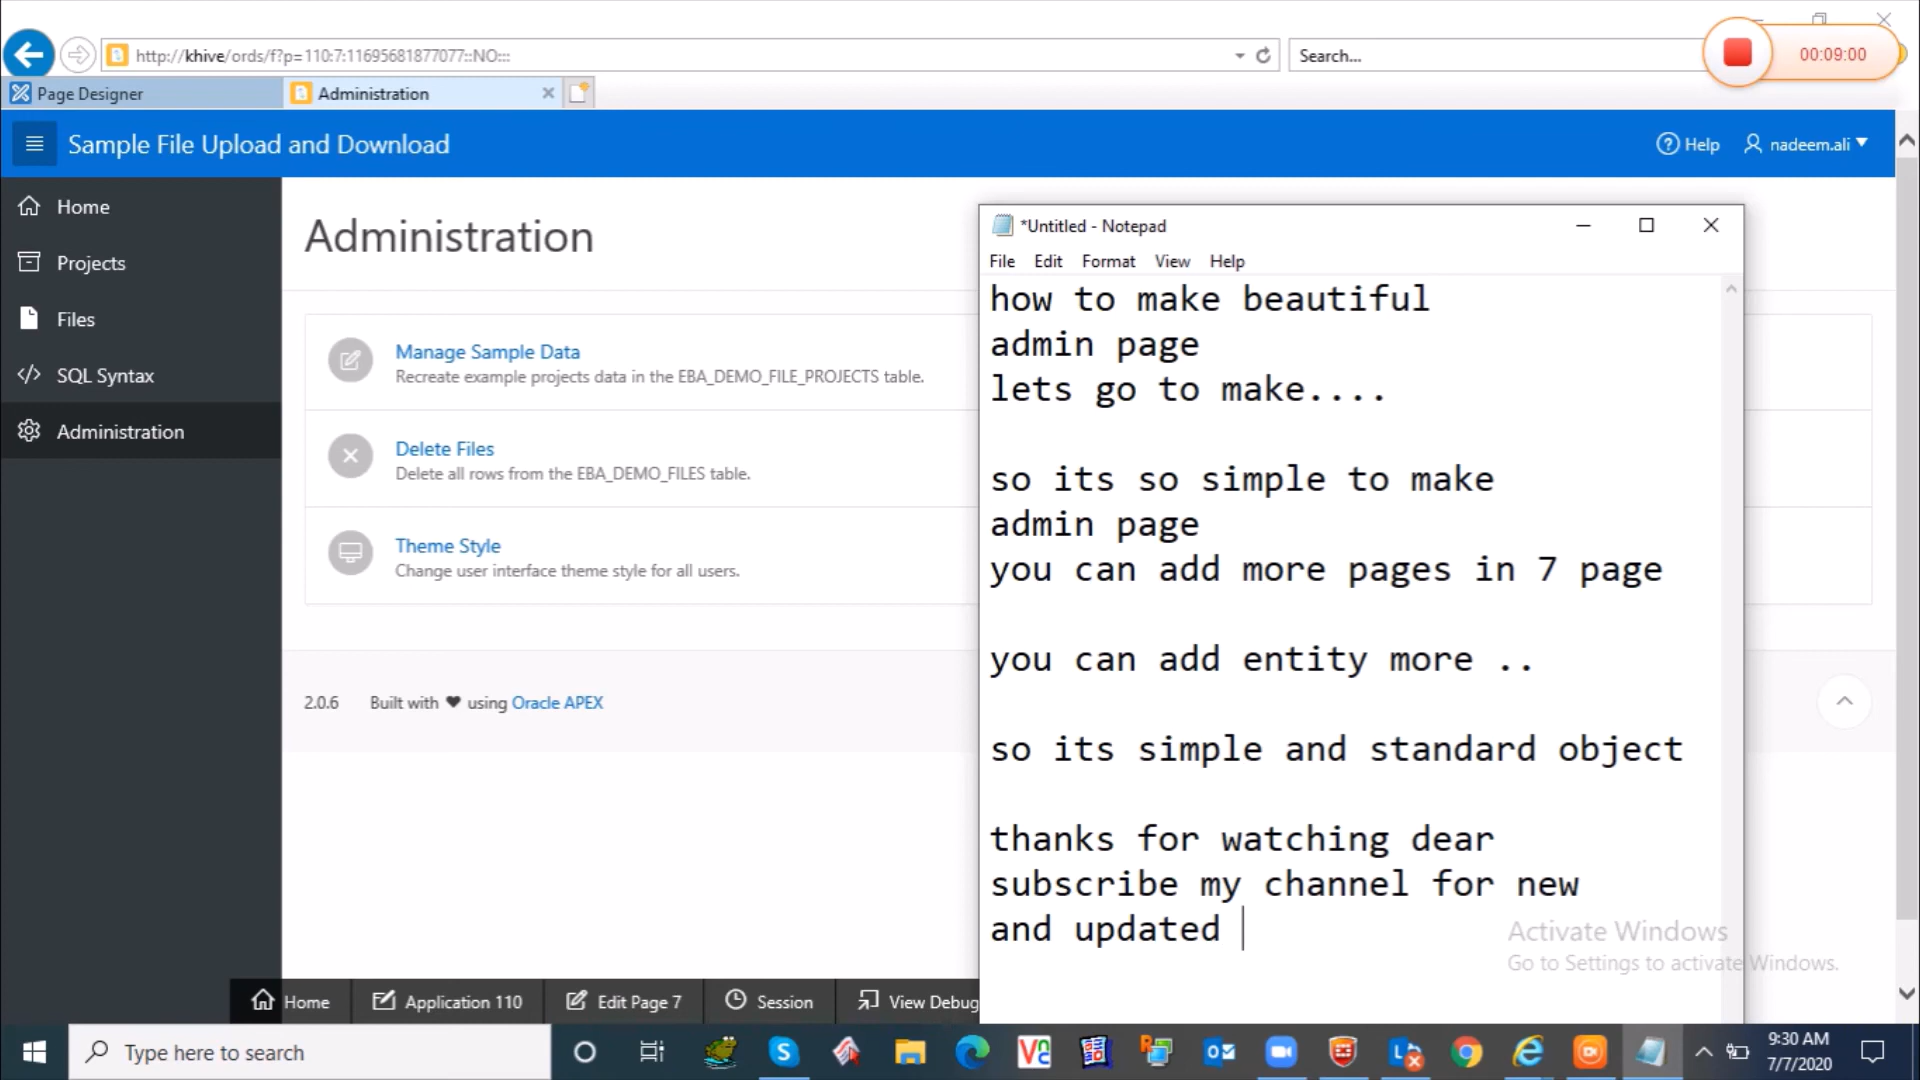 http://khive/ords/f?p=110:7:11695681877077::NO:::
Search...
00:09:00
Page Designer
Administration
Sample File Upload and Download
Help
nadeem.ali
Home
Projects
Files
SQL Syntax
Administration
Administration
Manage Sample Data
Recreate example projects data in the EBA_DEMO_FILE_PROJECTS table.
Delete Files
Delete all rows from the EBA_DEMO_FILES table.
Theme Style
Change user interface theme style for all users.
2.0.6
Built with ♥ using Oracle APEX
*Untitled - Notepad
File Edit Format View Help
how to make beautiful
admin page
lets go to make....
so its so simple to make
admin page
you can add more pages in 7 page
you can add entity more ..
so its simple and standard object
thanks for watching dear
subscribe my channel for new
and updated
Activate Windows
Go to Settings to activate Windows.
Home
Application 110
Edit Page 7
Session
View Debug
Type here to search
9:30 AM
7/7/2020